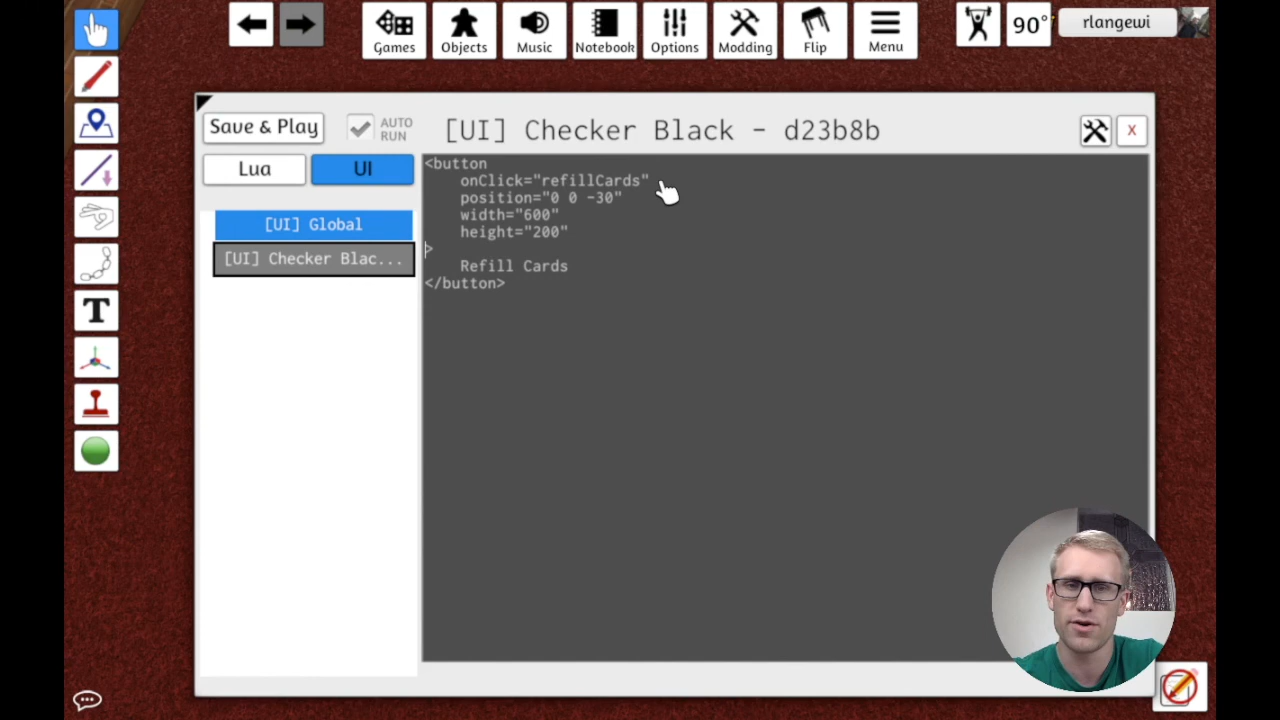 Games
Objects
Music
Notebook
Options
Modding
Flip
Menu
90°
rlangewi
Save & Play
AUTO
RUN
[UI] Checker Black - d23b8b
X
Lua
UI
[UI] Global
[UI] Checker Blac...
<button
onClick="refillCards"
position="0 0 -30"
width="600"
height="200"
>
Refill Cards
</button>
T